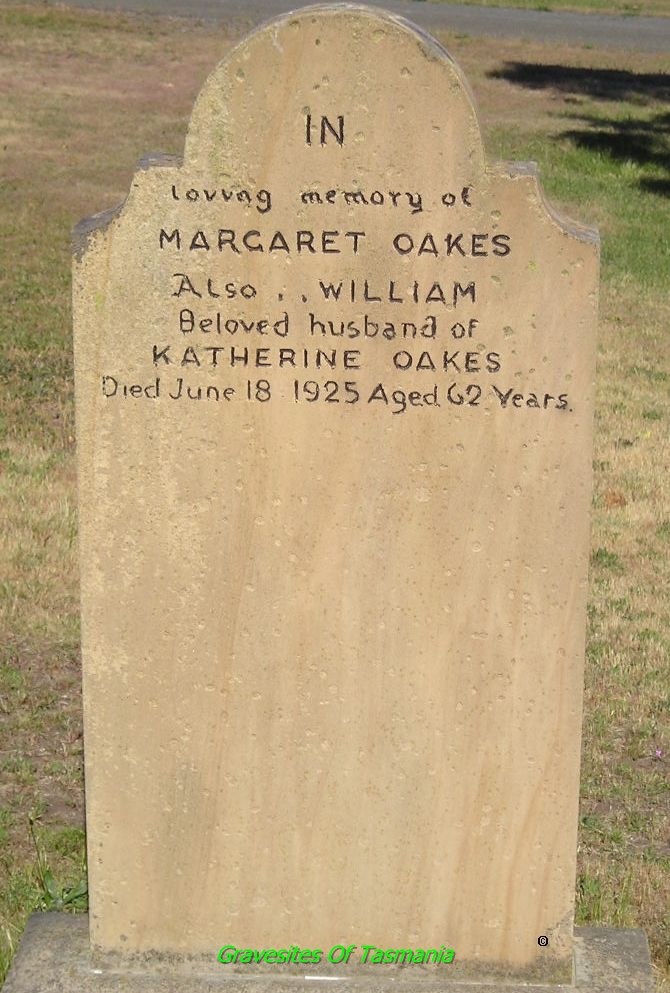 IN
loving memory of
MARGARET OAKES
Also . . WILLIAM
Beloved husband of
KATHERINE OAKES
Died June 18 1925 Aged 62 Years.
©
Gravesites Of Tasmania